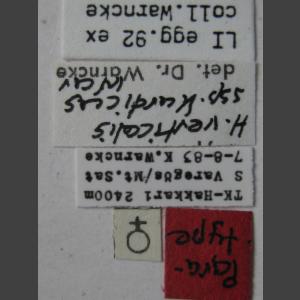 Para-
type
♀
TK-Hakkari 2400m
S Varegös/Mt.Sat
7-8-83 K.Warncke
H. verticalis
ssp. kurdicus
War
det. Dr. Warncke
LI egg.92 ex
coll.Warncke